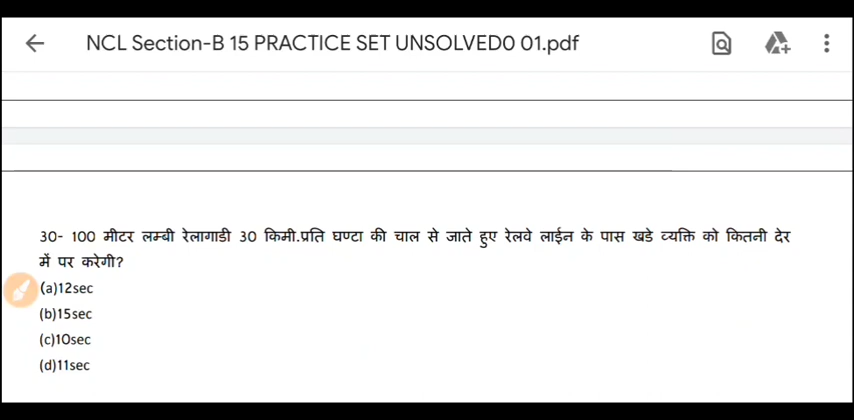 NCL Section-B 15 PRACTICE SET UNSOLVED0 01.pdf
30- 100 मीटर लम्बी रेलागाडी 30 किमी.प्रति घण्टा की चाल से जाते हुए रेलवे लाईन के पास खडे व्यक्ति को कितनी देर
में पर करेगी?
(a)12sec
(b)15sec
(c)10sec
(d)11sec